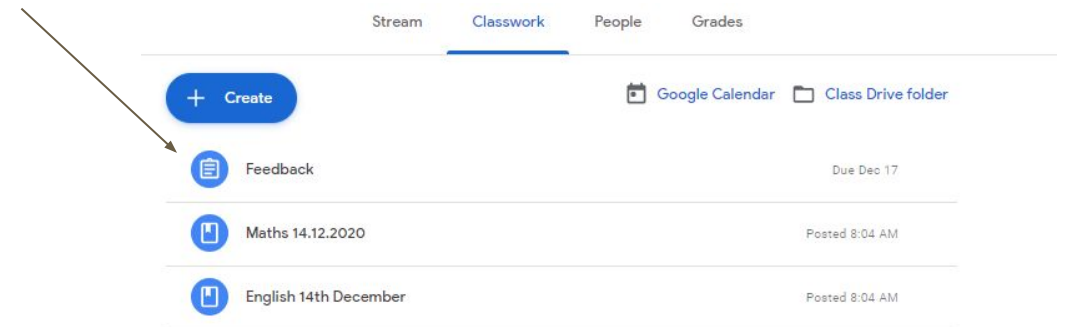 Stream Classwork People Grades
+ Create Google Calendar Class Drive folder
Feedback Due Dec 17
Maths 14.12.2020 Posted 8:04 AM
English 14th December Posted 8:04 AM